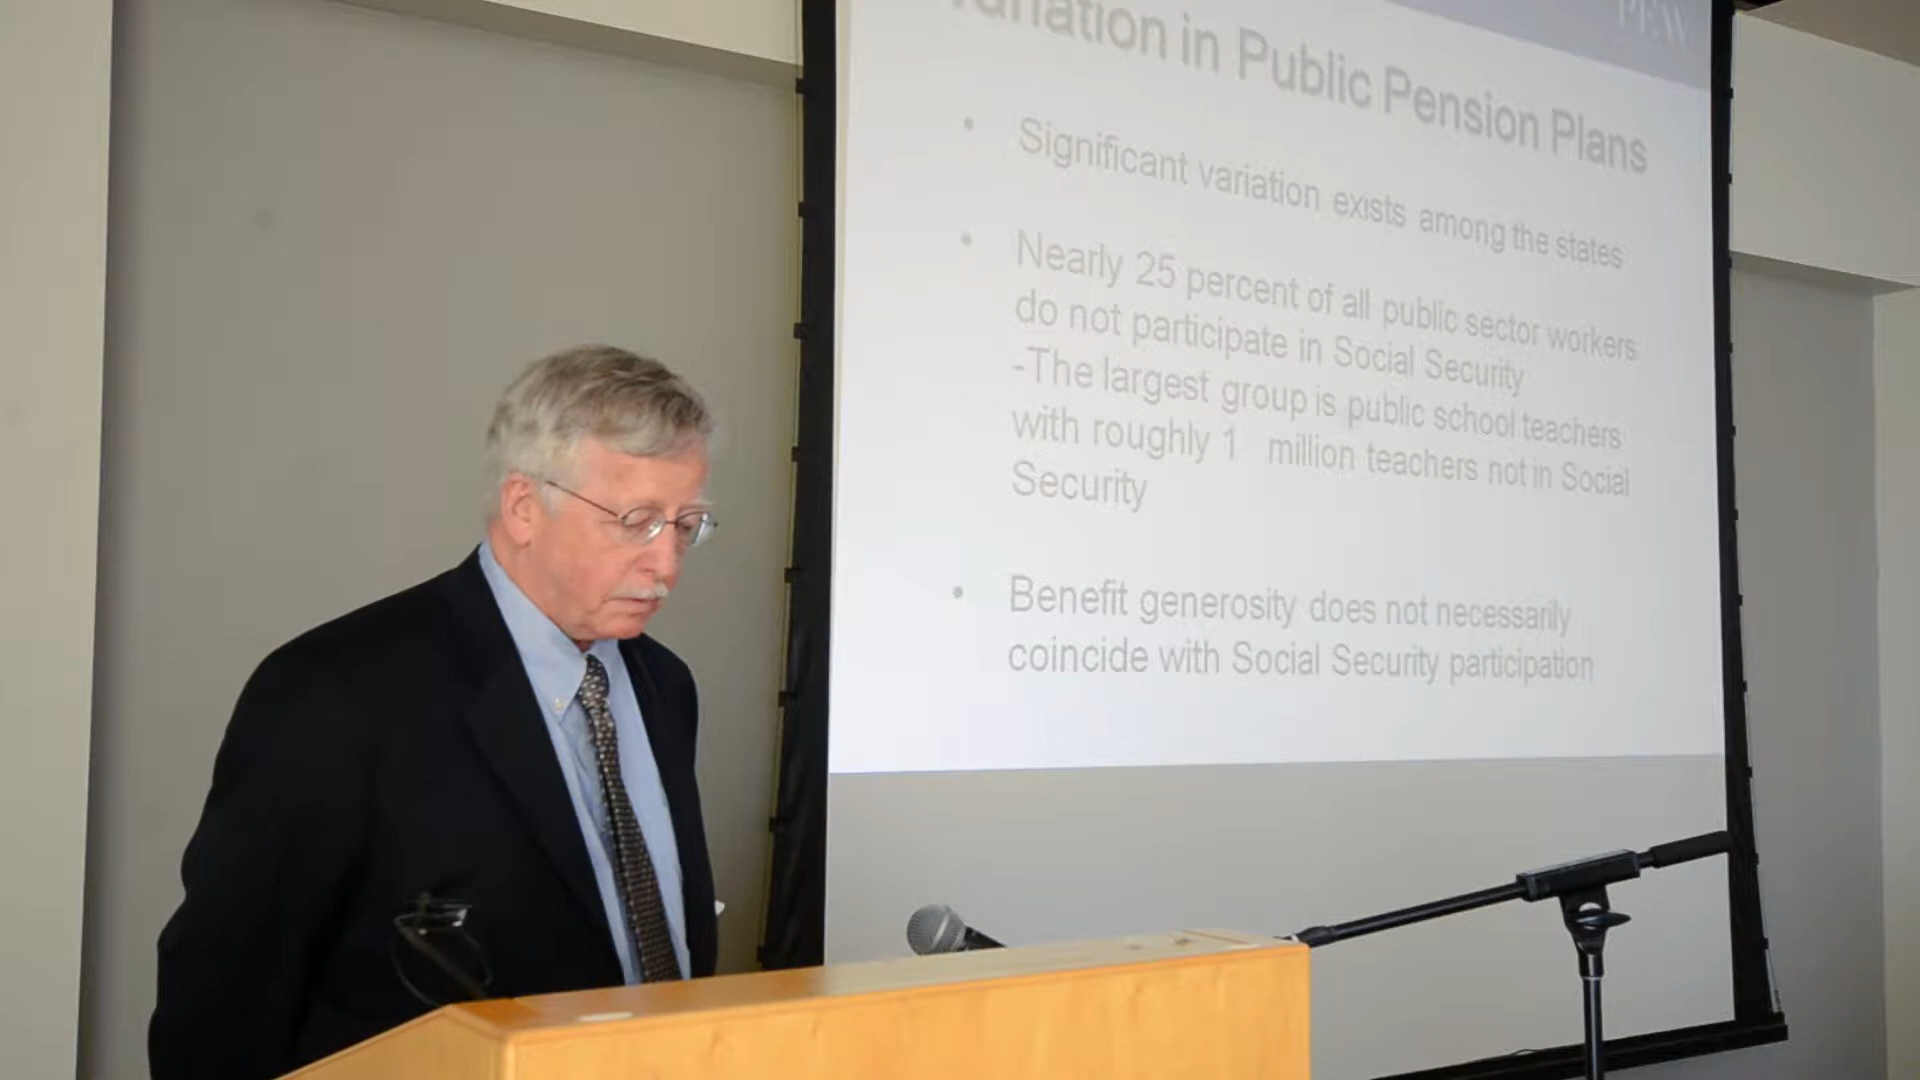 Variation in Public Pension Plans
PEW
• Significant variation exists among the states
• Nearly 25 percent of all public sector workers
do not participate in Social Security
-The largest group is public school teachers
with roughly 1 million teachers not in Social
Security
• Benefit generosity does not necessarily
coincide with Social Security participation